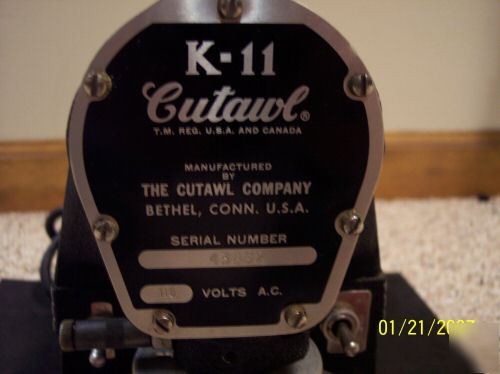 K-11
Cutawl®
T.M. REG. U.S.A. AND CANADA
MANUFACTURED
BY
THE CUTAWL COMPANY
BETHEL, CONN. U.S.A.
SERIAL NUMBER
VOLTS A.C.
01/21/2007